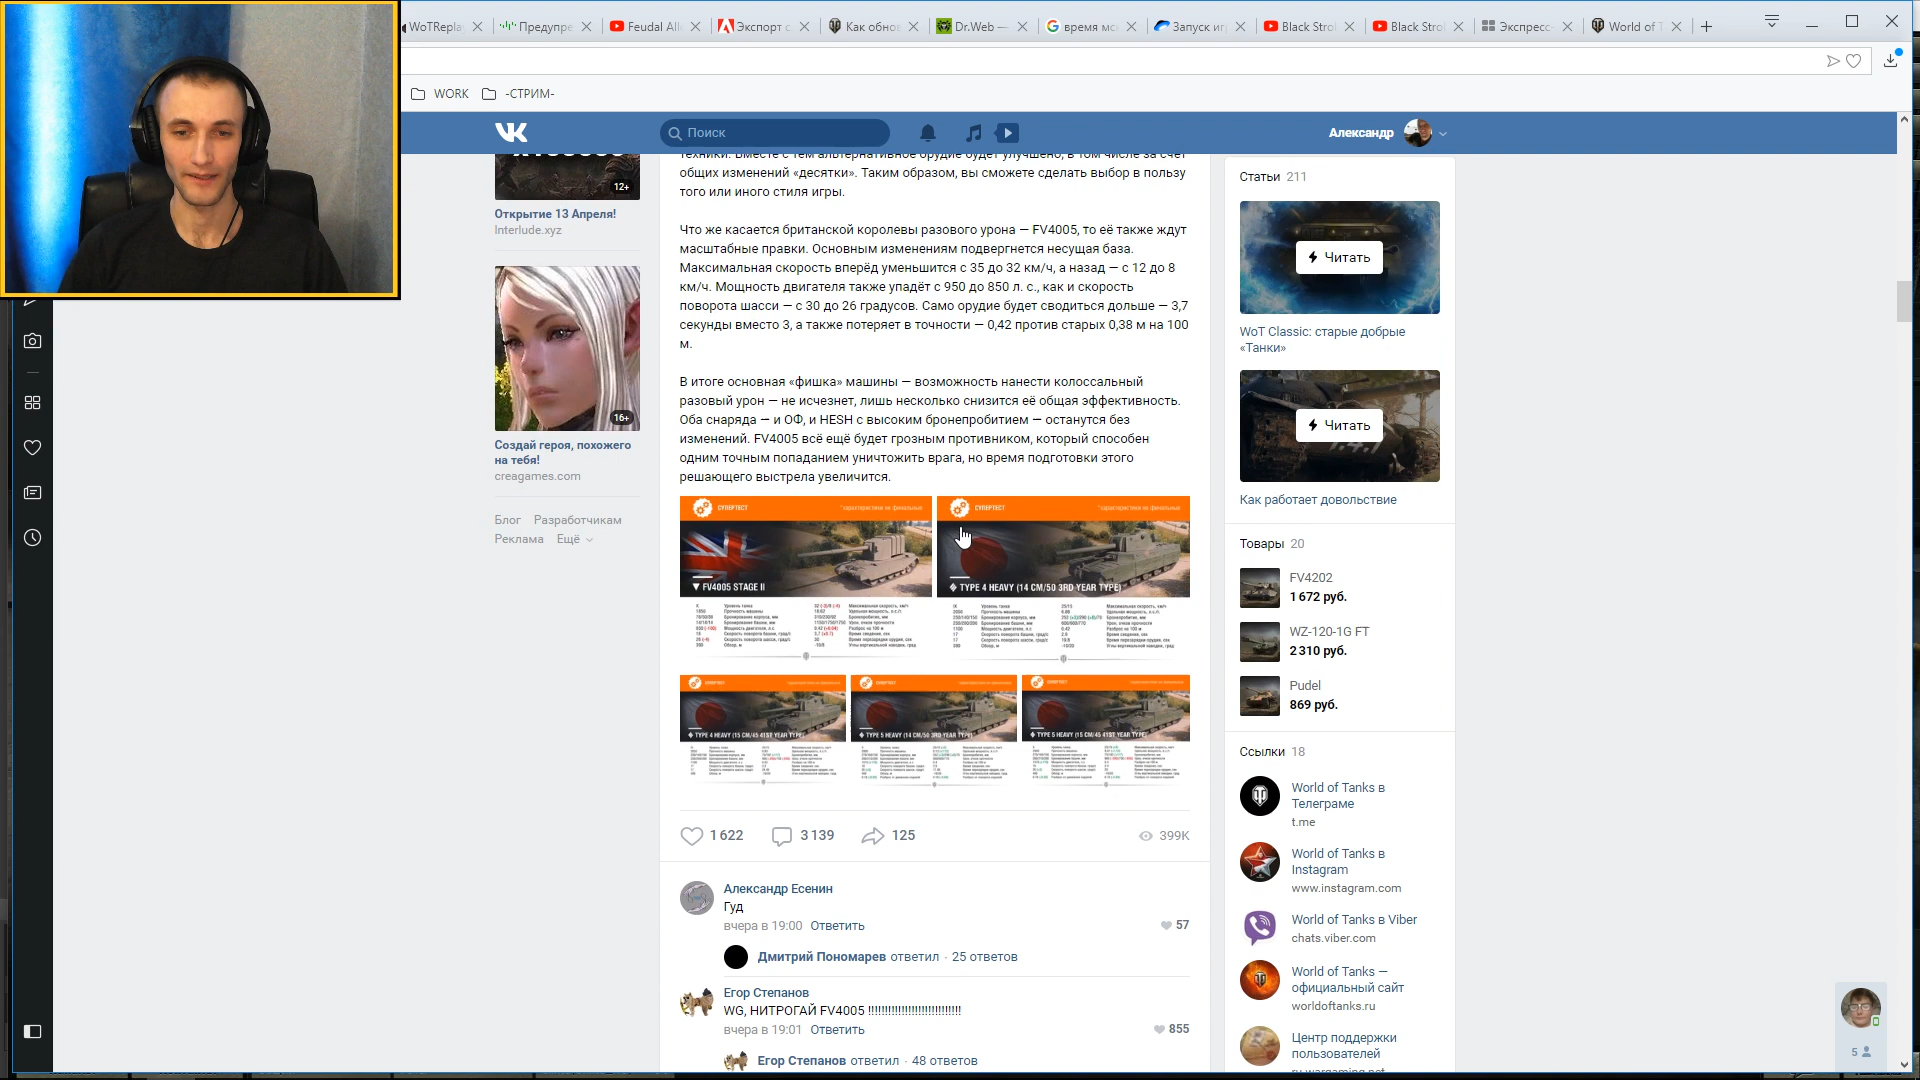 WoTRepla
Предупре
Feudal All
Экспорт с
Как обно
Dr.Web —
время мс
Запуск иг
Black Stro
Black Stro
Экспресс
World of T
WORK
-СТРИМ-
Поиск
Александр
12+
Открытие 13 Апреля!
Interlude.xyz
16+
Создай героя, похожего
на тебя!
creagames.com
Блог Разработчикам
Реклама Ещё
техники. Вместе с тем альтернативное орудие будет улучшено, в том числе за счёт
общих изменений «десятки». Таким образом, вы сможете сделать выбор в пользу
того или иного стиля игры.
Что же касается британской королевы разового урона — FV4005, то её также ждут
масштабные правки. Основным изменениям подвергнется несущая база.
Максимальная скорость вперёд уменьшится с 35 до 32 км/ч, а назад — с 12 до 8
км/ч. Мощность двигателя также упадёт с 950 до 850 л. с., как и скорость
поворота шасси — с 30 до 26 градусов. Само орудие будет сводиться дольше — 3,7
секунды вместо 3, а также потеряет в точности — 0,42 против старых 0,38 м на 100
м.
В итоге основная «фишка» машины — возможность нанести колоссальный
разовый урон — не исчезнет, лишь несколько снизится её общая эффективность.
Оба снаряда — и ОФ, и HESH с высоким бронепробитием — останутся без
изменений. FV4005 всё ещё будет грозным противником, который способен
одним точным попаданием уничтожить врага, но время подготовки этого
решающего выстрела увеличится.
СУПЕРТЕСТ
*характеристики не финальные
FV4005 STAGE II
СУПЕРТЕСТ
*характеристики не финальные
TYPE 4 HEAVY (14 CM/50 3RD YEAR TYPE)
СУПЕРТЕСТ
TYPE 4 HEAVY (15 CM/45 41ST YEAR TYPE)
СУПЕРТЕСТ
TYPE 5 HEAVY (14 CM/50 3RD YEAR TYPE)
СУПЕРТЕСТ
TYPE 5 HEAVY (15 CM/45 41ST YEAR TYPE)
1 622
3 139
125
399K
Александр Есенин
Гуд
вчера в 19:00 Ответить
57
Дмитрий Пономарев ответил · 25 ответов
Егор Степанов
WG, НИТРОГАЙ FV4005 !!!!!!!!!!!!!!!!!!!!!!!!!!!!
вчера в 19:01 Ответить
855
Егор Степанов ответил · 48 ответов
Статьи 211
Читать
WoT Classic: старые добрые
«Танки»
Читать
Как работает довольствие
Товары 20
FV4202
1 672 руб.
WZ-120-1G FT
2 310 руб.
Pudel
869 руб.
Ссылки 18
World of Tanks в
Телеграме
t.me
World of Tanks в
Instagram
www.instagram.com
World of Tanks в Viber
chats.viber.com
World of Tanks —
официальный сайт
worldoftanks.ru
Центр поддержки
пользователей
ru.wargaming.net
5